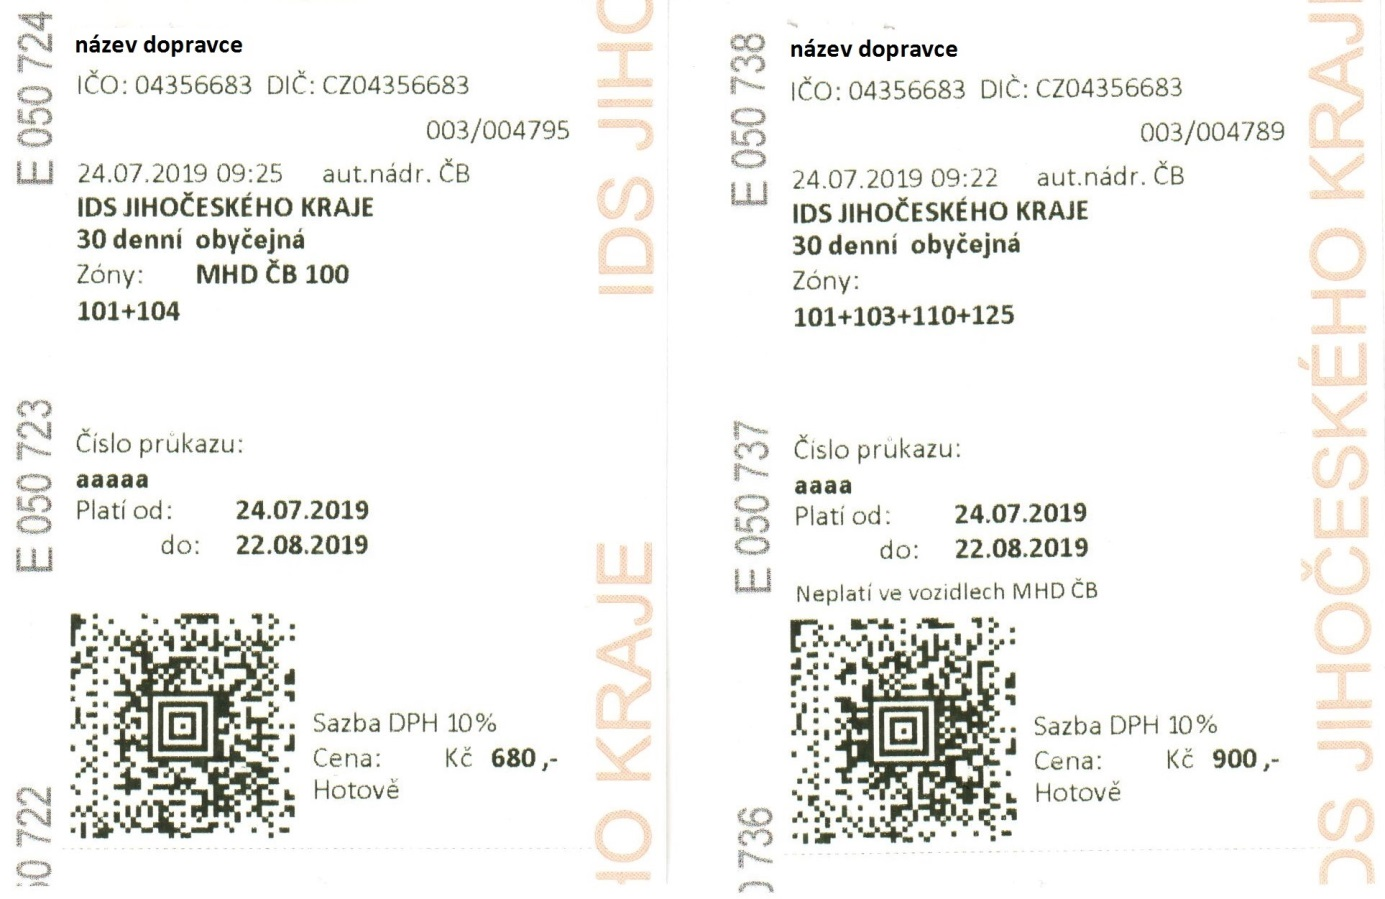 název dopravce
IČO: 04356683 DIČ: CZ04356683
003/004795
24.07.2019 09:25 aut.nádr. ČB
IDS JIHOČESKÉHO KRAJE
30 denní obyčejná
Zóny: MHD ČB 100
101+104
Číslo průkazu:
aaaaa
Platí od: 24.07.2019
do: 22.08.2019
Sazba DPH 10%
Cena: Kč 680 ,-
Hotově
E 050 724
E 050 723
50 722
IDS JIHO
HO KRAJE
název dopravce
IČO: 04356683 DIČ: CZ04356683
003/004789
24.07.2019 09:22 aut.nádr. ČB
IDS JIHOČESKÉHO KRAJE
30 denní obyčejná
Zóny:
101+103+110+125
Číslo průkazu:
aaaa
Platí od: 24.07.2019
do: 22.08.2019
Neplatí ve vozidlech MHD ČB
Sazba DPH 10%
Cena: Kč 900 ,-
Hotově
E 050 738
E 050 737
0 736
IDS JIHOČESKÉHO KRAJE